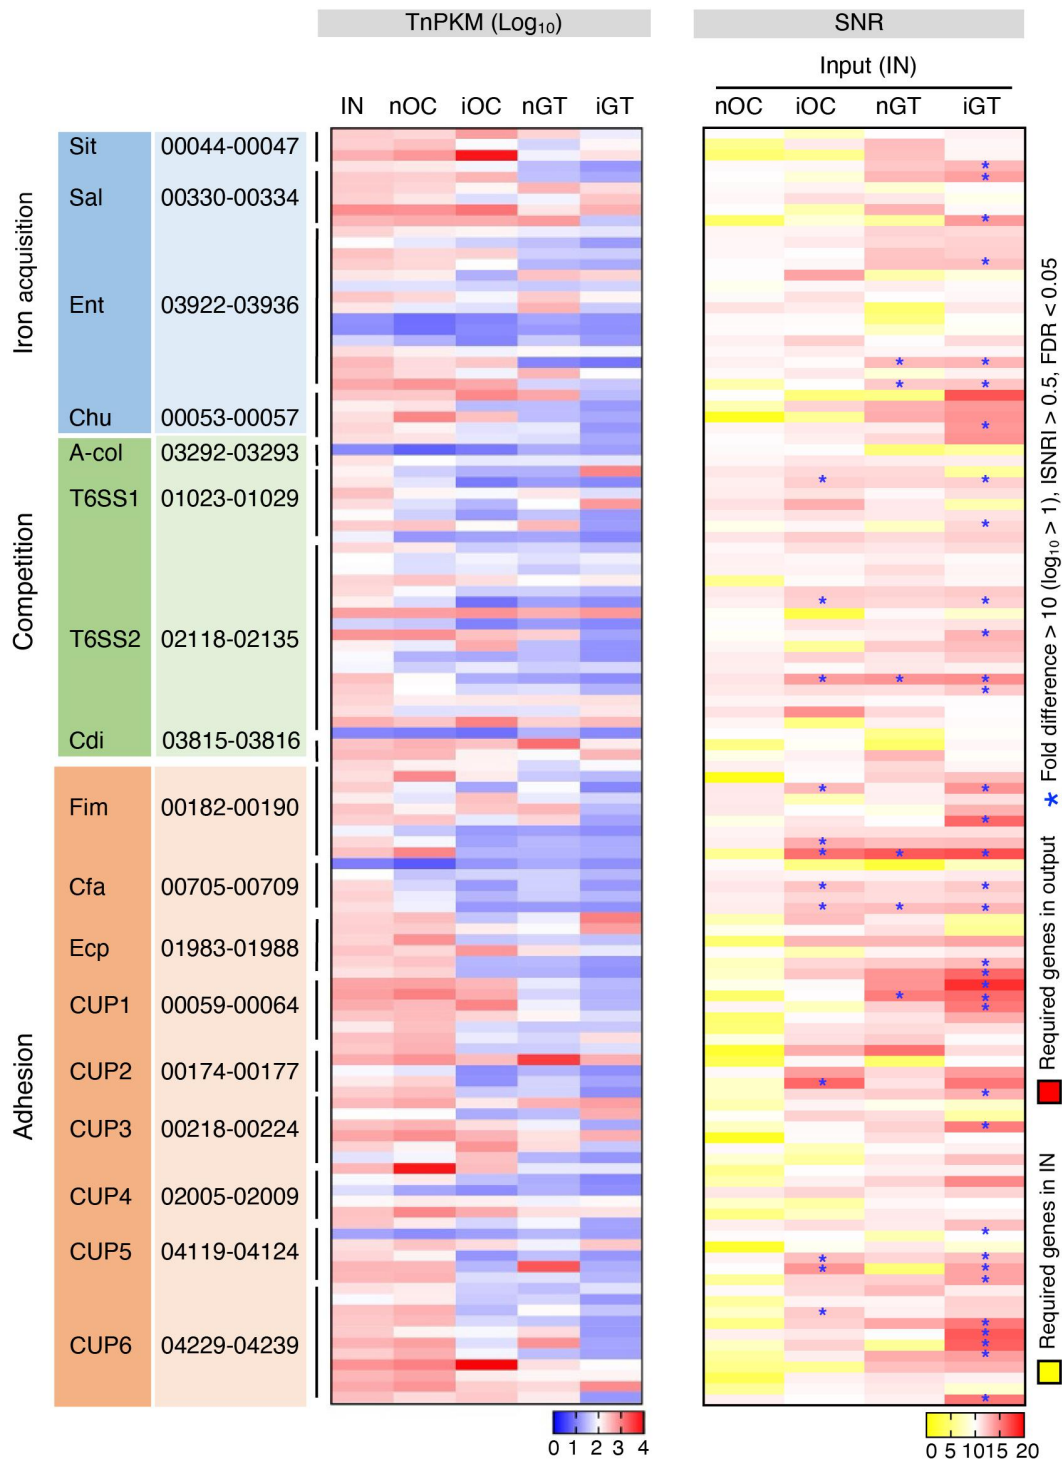 TnPKM (Log₁₀)
SNR
Input (IN)
IN nOC iOC nGT iGT
nOC iOC nGT iGT
Iron acquisition
Sit 00044-00047
Sal 00330-00334
Ent 03922-03936
Chu 00053-00057
Competition
A-col 03292-03293
T6SS1 01023-01029
T6SS2 02118-02135
Cdi 03815-03816
Adhesion
Fim 00182-00190
Cfa 00705-00709
Ecp 01983-01988
CUP1 00059-00064
CUP2 00174-00177
CUP3 00218-00224
CUP4 02005-02009
CUP5 04119-04124
CUP6 04229-04239
0 1 2 3 4
0 5 10 15 20
Required genes in IN
Required genes in output
* Fold difference > 10 (log₁₀ > 1), ISNRI > 0.5, FDR < 0.05